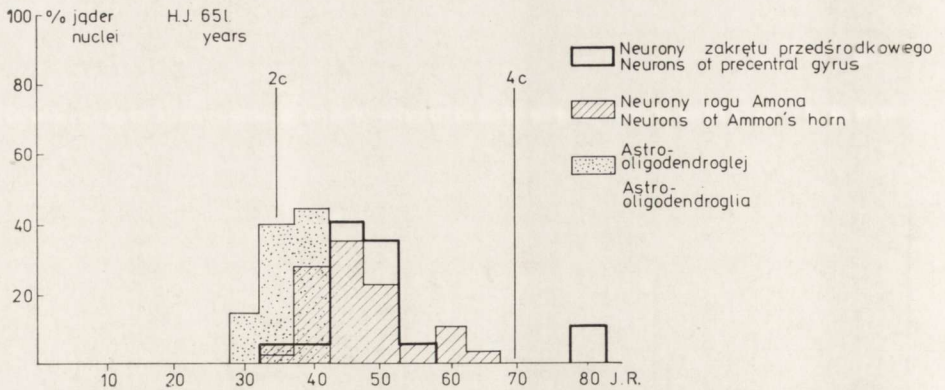 100 % jąder H.J. 65l.
nuclei years
80
60
40
20
2c
4c
10 20 30 40 50 60 70 80 J.R.
Neurony zakrętu przedśrodkowego
Neurons of precentral gyrus
Neurony rogu Amona
Neurons of Ammon's horn
Astro-
oligodendroglej
Astro-
oligodendroglia